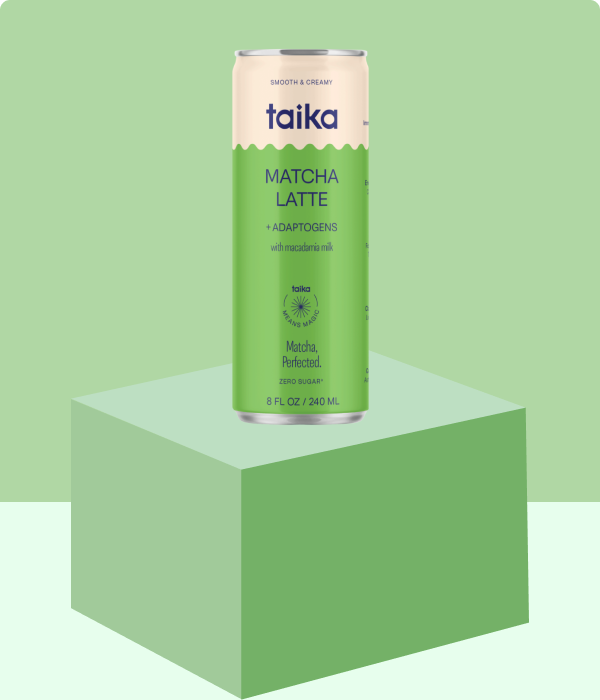 SMOOTH & CREAMY
taika
MATCHA
LATTE
+ ADAPTOGENS
with macadamia milk
taika
MEANS MAGIC
Matcha,
Perfected.
ZERO SUGAR*
8 FL OZ / 240 ML